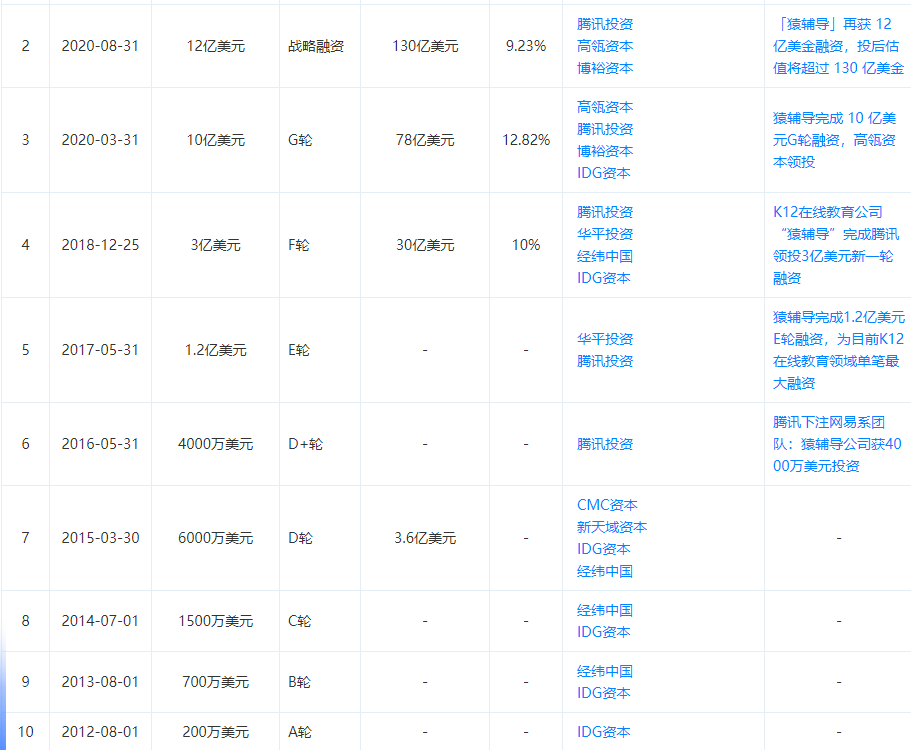 2 2020-08-31 12亿美元 战略融资 130亿美元 9.23%
腾讯投资
高瓴资本
博裕资本
「猿辅导」再获 12
亿美金融资，投后估
值将超过 130 亿美金
3 2020-03-31 10亿美元 G轮 78亿美元 12.82%
高瓴资本
腾讯投资
博裕资本
IDG资本
猿辅导完成 10 亿美
元G轮融资，高瓴资
本领投
4 2018-12-25 3亿美元 F轮 30亿美元 10%
腾讯投资
华平投资
经纬中国
IDG资本
K12在线教育公司
“猿辅导”完成腾讯
领投3亿美元新一轮
融资
5 2017-05-31 1.2亿美元 E轮 - -
华平投资
腾讯投资
猿辅导完成1.2亿美元
E轮融资，为目前K12
在线教育领域单笔最
大融资
6 2016-05-31 4000万美元 D+轮 - -
腾讯投资
腾讯下注网易系团
队：猿辅导公司获40
00万美元投资
7 2015-03-30 6000万美元 D轮 3.6亿美元 -
CMC资本
新天域资本
IDG资本
经纬中国
-
8 2014-07-01 1500万美元 C轮 - -
经纬中国
IDG资本
-
9 2013-08-01 700万美元 B轮 - -
经纬中国
IDG资本
-
10 2012-08-01 200万美元 A轮 - - IDG资本 -